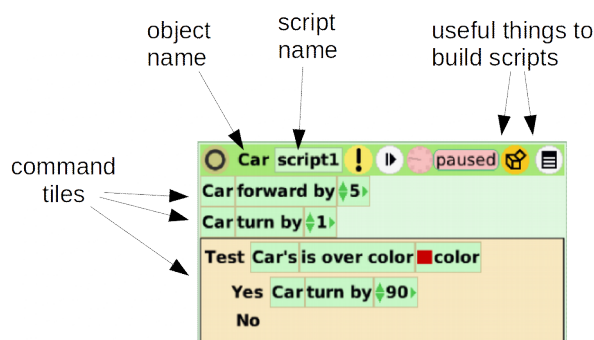 object
name
script
name
useful things to
build scripts
command
tiles
Car script1 ! paused
Car forward by 5
Car turn by 1
Test Car's is over color color
Yes Car turn by 90
No